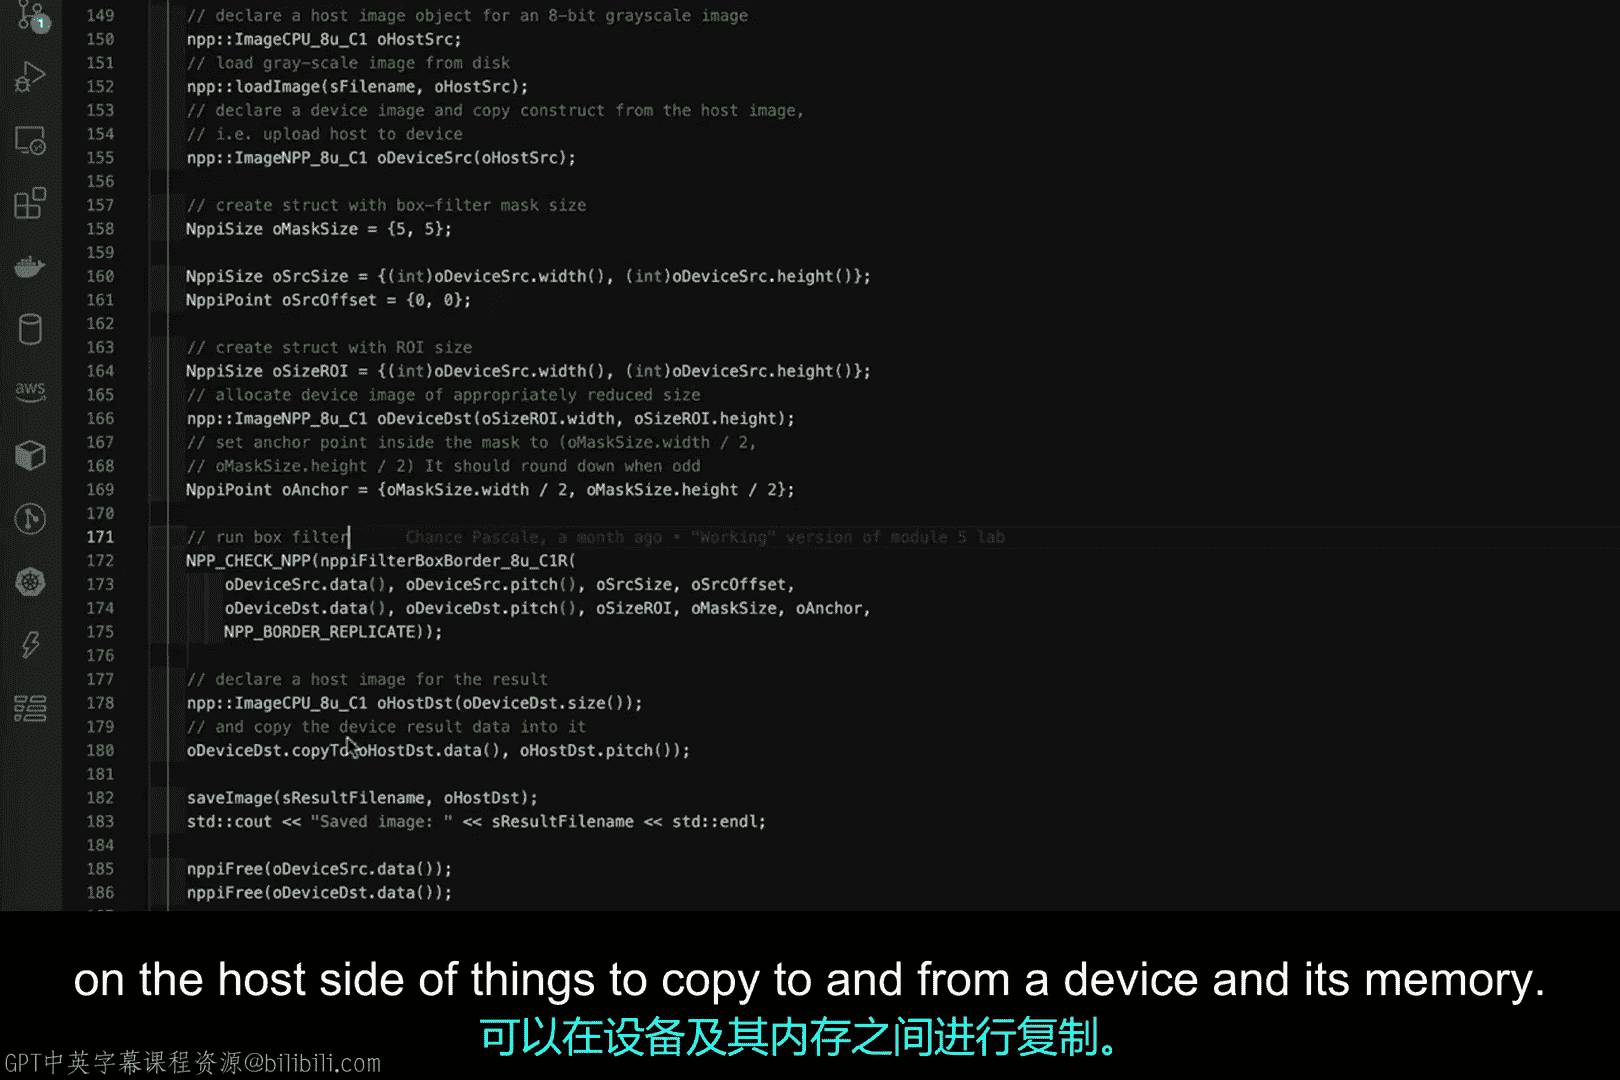 1
149 // declare a host image object for an 8-bit grayscale image
150 npp::ImageCPU_8u_C1 oHostSrc;
151 // load gray-scale image from disk
152 npp::loadImage(sFilename, oHostSrc);
153 // declare a device image and copy construct from the host image,
154 // i.e. upload host to device
155 npp::ImageNPP_8u_C1 oDeviceSrc(oHostSrc);
156
157 // create struct with box-filter mask size
158 NppiSize oMaskSize = {5, 5};
159
160 NppiSize oSrcSize = {(int)oDeviceSrc.width(), (int)oDeviceSrc.height()};
161 NppiPoint oSrcOffset = {0, 0};
162
163 // create struct with ROI size
164 NppiSize oSizeROI = {(int)oDeviceSrc.width(), (int)oDeviceSrc.height()};
165 // allocate device image of appropriately reduced size
166 npp::ImageNPP_8u_C1 oDeviceDst(oSizeROI.width, oSizeROI.height);
167 // set anchor point inside the mask to (oMaskSize.width / 2,
168 // oMaskSize.height / 2) It should round down when odd
169 NppiPoint oAnchor = {oMaskSize.width / 2, oMaskSize.height / 2};
170
171 // run box filter Chance Pascale, a month ago • "Working" version of module 5 lab
172 NPP_CHECK_NPP(nppiFilterBoxBorder_8u_C1R(
173 oDeviceSrc.data(), oDeviceSrc.pitch(), oSrcSize, oSrcOffset,
174 oDeviceDst.data(), oDeviceDst.pitch(), oSizeROI, oMaskSize, oAnchor,
175 NPP_BORDER_REPLICATE));
176
177 // declare a host image for the result
178 npp::ImageCPU_8u_C1 oHostDst(oDeviceDst.size());
179 // and copy the device result data into it
180 oDeviceDst.copyTo(oHostDst.data(), oHostDst.pitch());
181
182 saveImage(sResultFilename, oHostDst);
183 std::cout << "Saved image: " << sResultFilename << std::endl;
184
185 nppiFree(oDeviceSrc.data());
186 nppiFree(oDeviceDst.data());
aws
on the host side of things to copy to and from a device and its memory.
可以在设备及其内存之间进行复制。
GPT中英字幕课程资源@bilibili.com